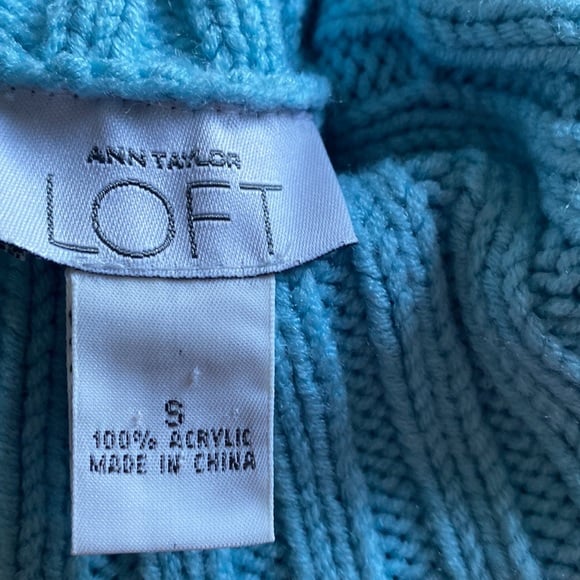 ANN TAYLOR
LOFT
S
100% ACRYLIC
MADE IN CHINA